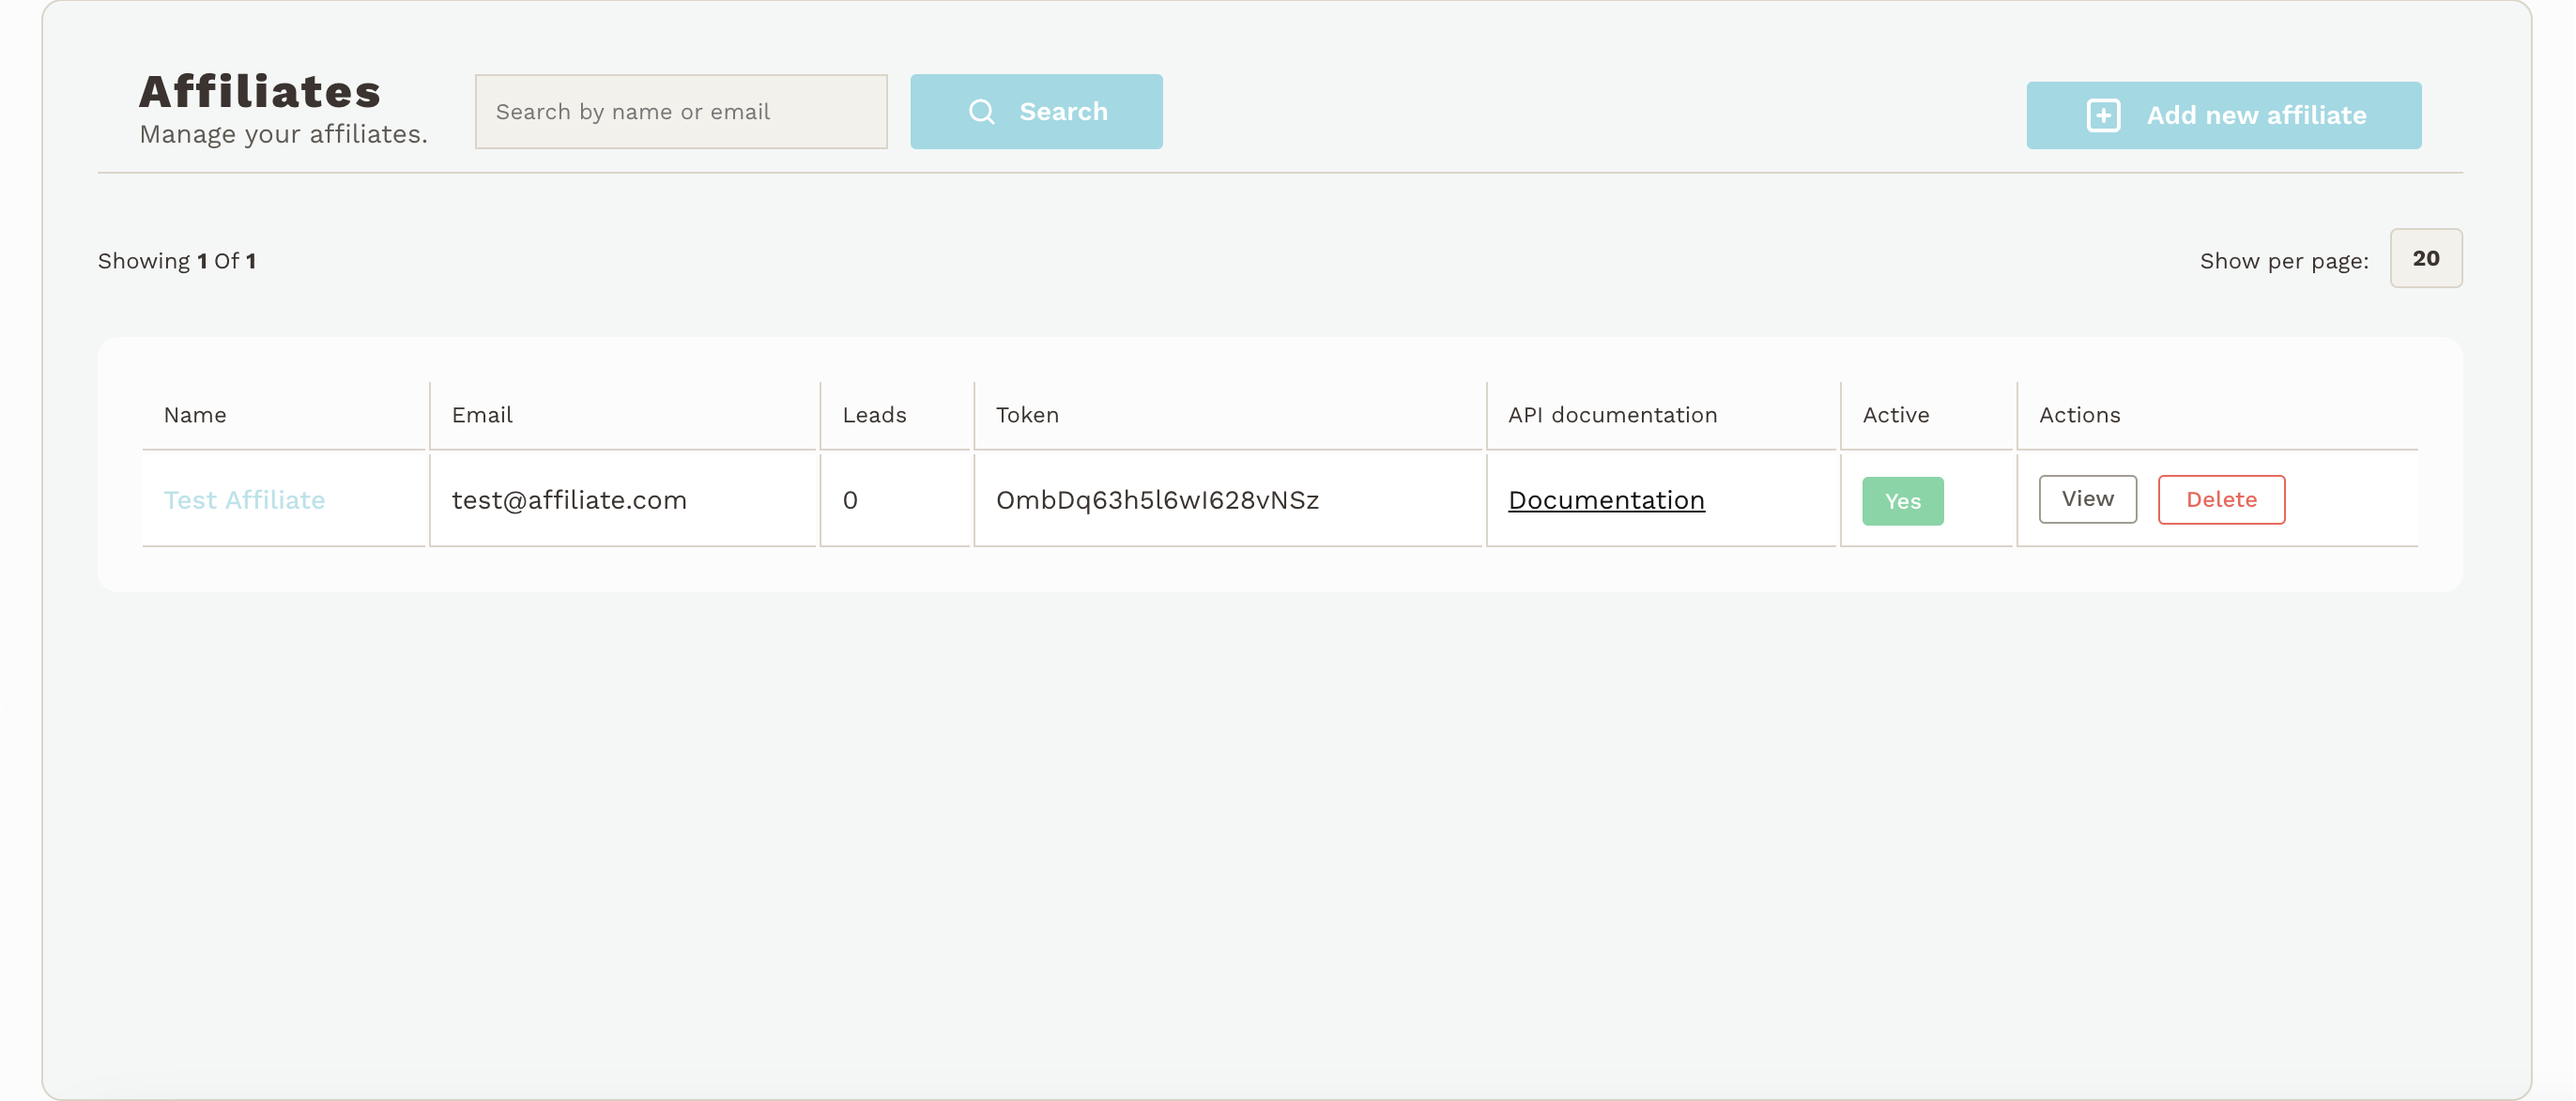 Affiliates
Manage your affiliates.
Search by name or email
Search
Add new affiliate
Showing 1 Of 1
Show per page: 20
Name Email Leads Token API documentation Active Actions
Test Affiliate test@affiliate.com 0 OmbDq63h5l6wI628vNSz Documentation Yes View Delete